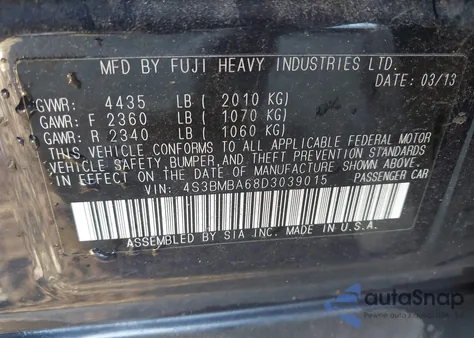 MFD BY FUJI HEAVY INDUSTRIES LTD.
DATE: 03/13
GVWR: 4435 LB ( 2010 KG)
GAWR: F 2360 LB ( 1070 KG)
GAWR: R 2340 LB ( 1060 KG)
THIS VEHICLE CONFORMS TO ALL APPLICABLE FEDERAL MOTOR
VEHICLE SAFETY, BUMPER, AND THEFT PREVENTION STANDARDS
IN EFFECT ON THE DATE OF MANUFACTURE SHOWN ABOVE.
VIN: 4S3BMBA68D3039015 PASSENGER CAR
ASSEMBLED BY SIA INC. MADE IN U.S.A.
autoSnap